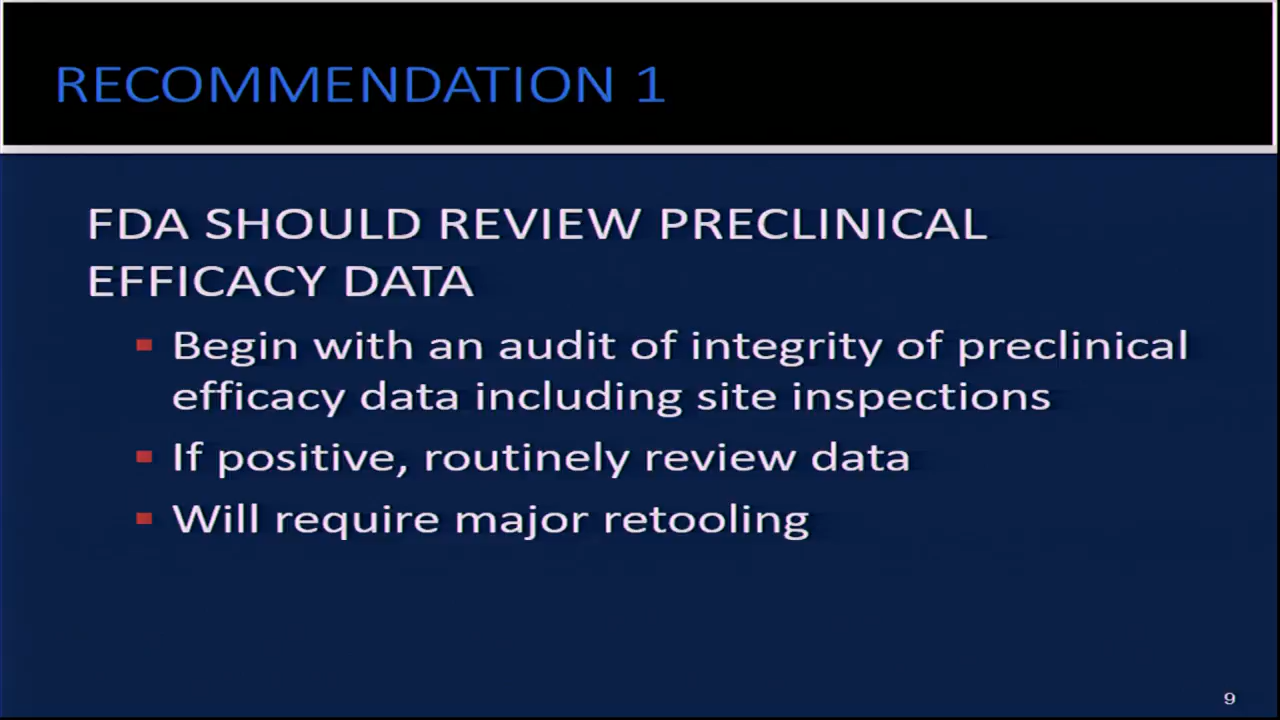 RECOMMENDATION 1
FDA SHOULD REVIEW PRECLINICAL
EFFICACY DATA
Begin with an audit of integrity of preclinical
efficacy data including site inspections
If positive, routinely review data
Will require major retooling
9